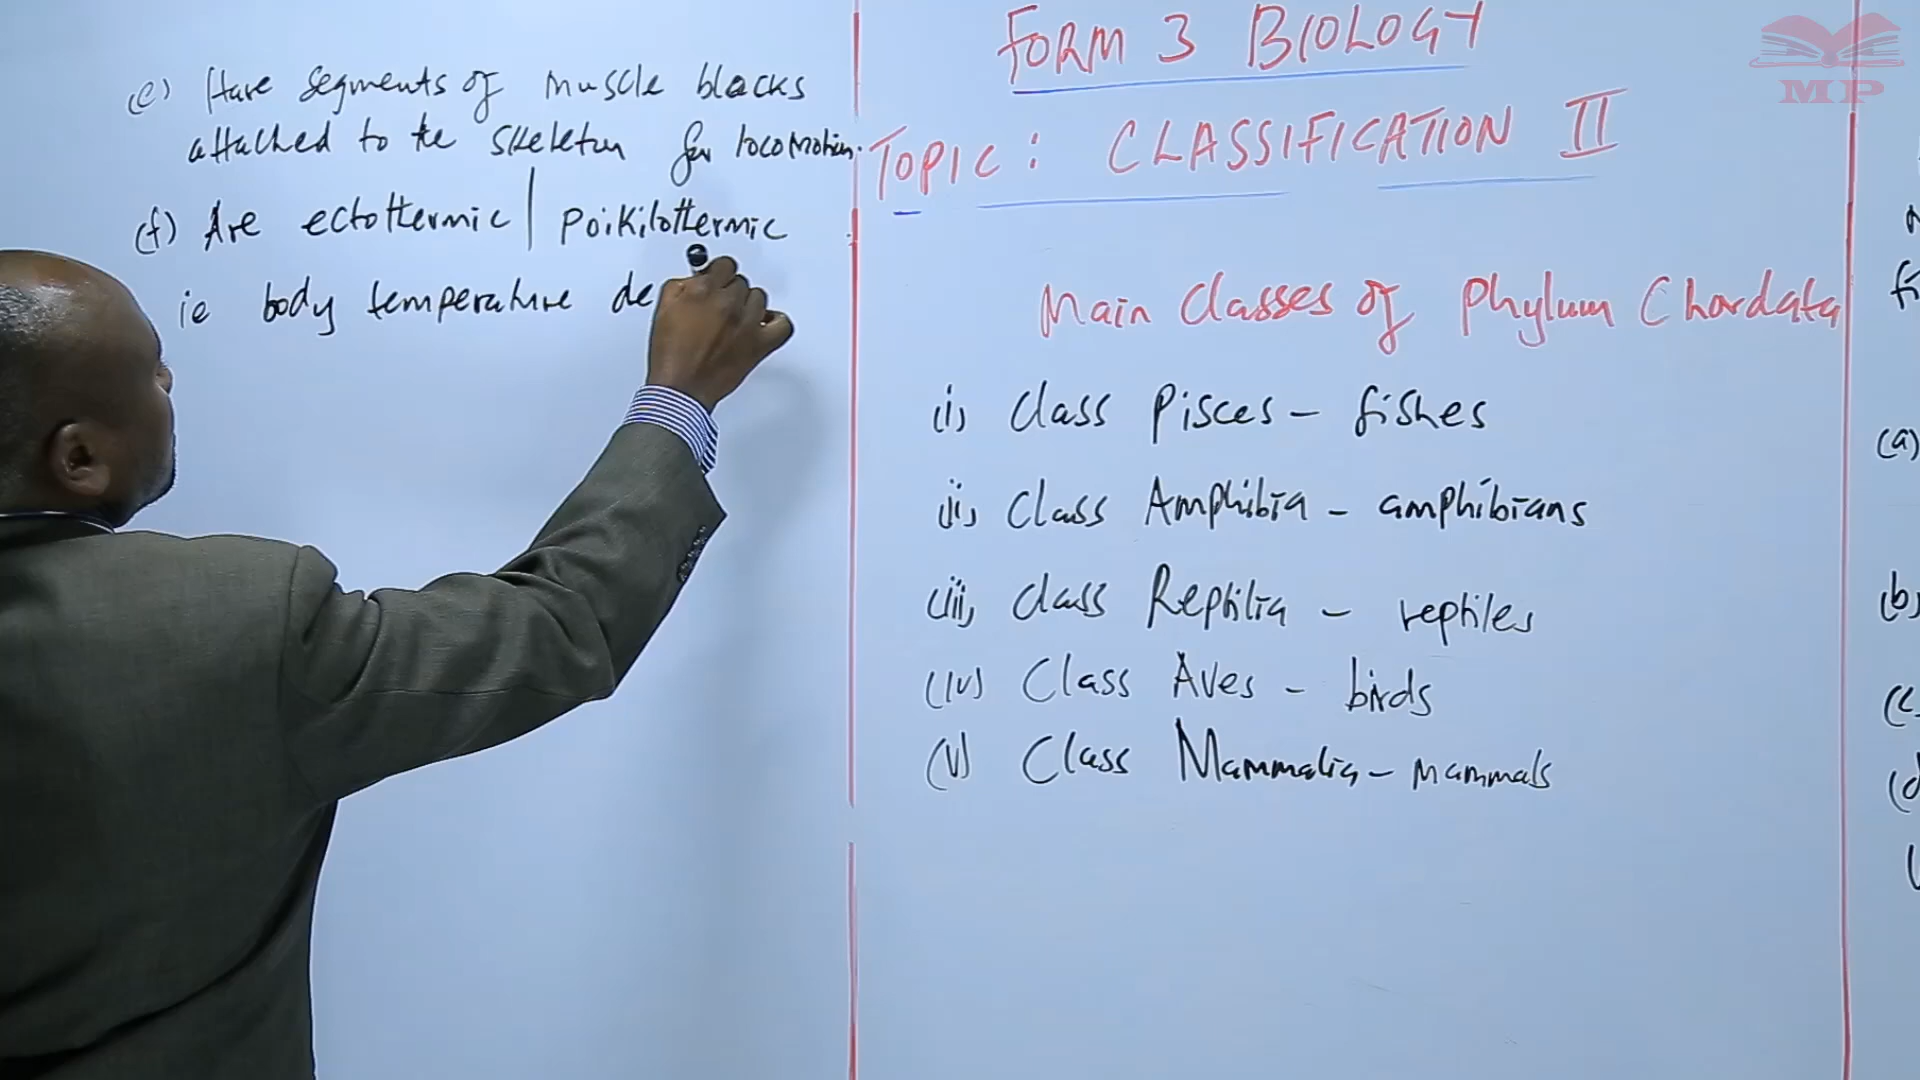 (e) Have segments of muscle blocks
attached to the skeleton for locomotion.
(f) Are ectothermic | Poikilothermic
ie body temperature de
FORM 3 BIOLOGY
TOPIC: CLASSIFICATION II
Main Classes of Phylum Chordata
(i) Class Pisces - fishes
(ii) Class Amphibia - amphibians
(iii) Class Reptilia - reptiles
(iv) Class Aves - birds
(v) Class Mammalia - mammals
MP
(a)
(b)
(c)
(d